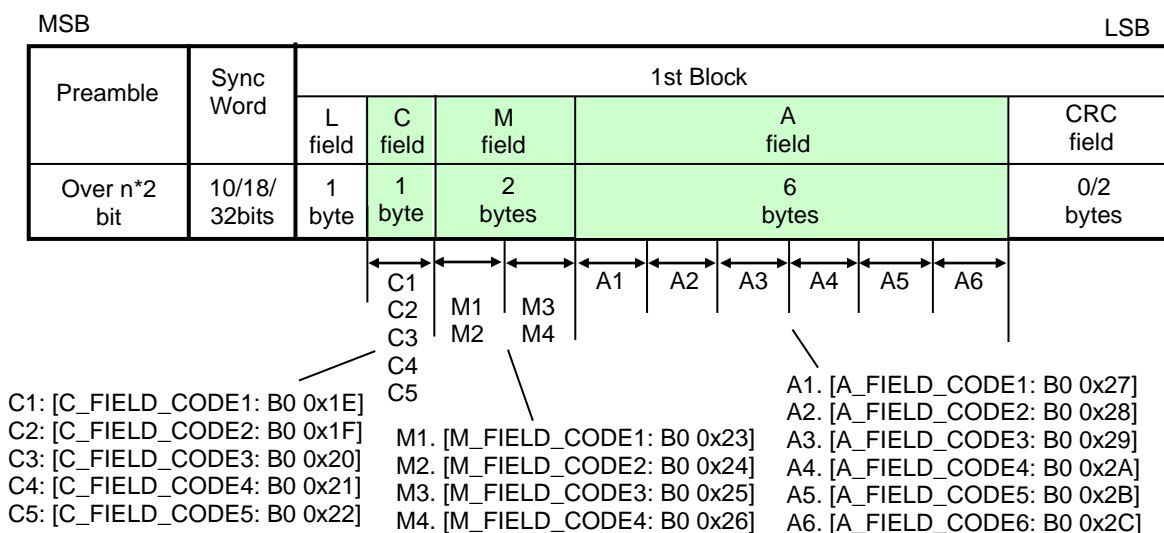 MSB
LSB
Preamble
Sync
Word
1st Block
L
field
C
field
M
field
A
field
CRC
field
Over n*2
bit
10/18/
32bits
1
byte
1
byte
2
bytes
6
bytes
0/2
bytes
C1
C2
C3
C4
C5
M1
M2
M3
M4
A1
A2
A3
A4
A5
A6
C1: [C_FIELD_CODE1: B0 0x1E]
C2: [C_FIELD_CODE2: B0 0x1F]
C3: [C_FIELD_CODE3: B0 0x20]
C4: [C_FIELD_CODE4: B0 0x21]
C5: [C_FIELD_CODE5: B0 0x22]
M1. [M_FIELD_CODE1: B0 0x23]
M2. [M_FIELD_CODE2: B0 0x24]
M3. [M_FIELD_CODE3: B0 0x25]
M4. [M_FIELD_CODE4: B0 0x26]
A1. [A_FIELD_CODE1: B0 0x27]
A2. [A_FIELD_CODE2: B0 0x28]
A3. [A_FIELD_CODE3: B0 0x29]
A4. [A_FIELD_CODE4: B0 0x2A]
A5. [A_FIELD_CODE5: B0 0x2B]
A6. [A_FIELD_CODE6: B0 0x2C]